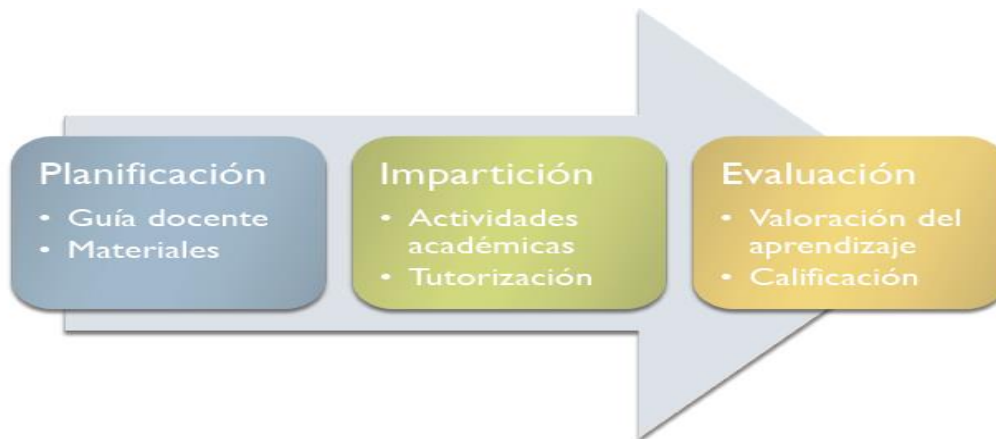 Planificación
• Guía docente
• Materiales
Impartición
• Actividades
académicas
• Tutorización
Evaluación
• Valoración del
aprendizaje
• Calificación